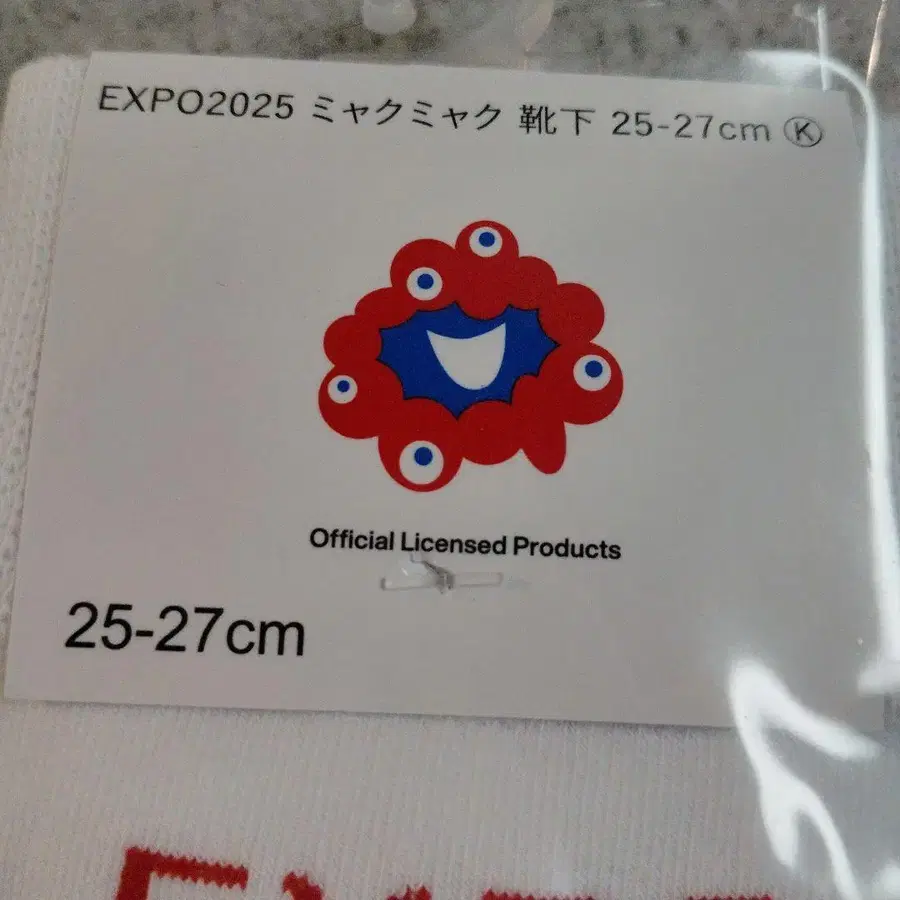 EXPO2025 ミャクミャク 靴下 25-27cm Ⓚ
Official Licensed Products
25-27cm